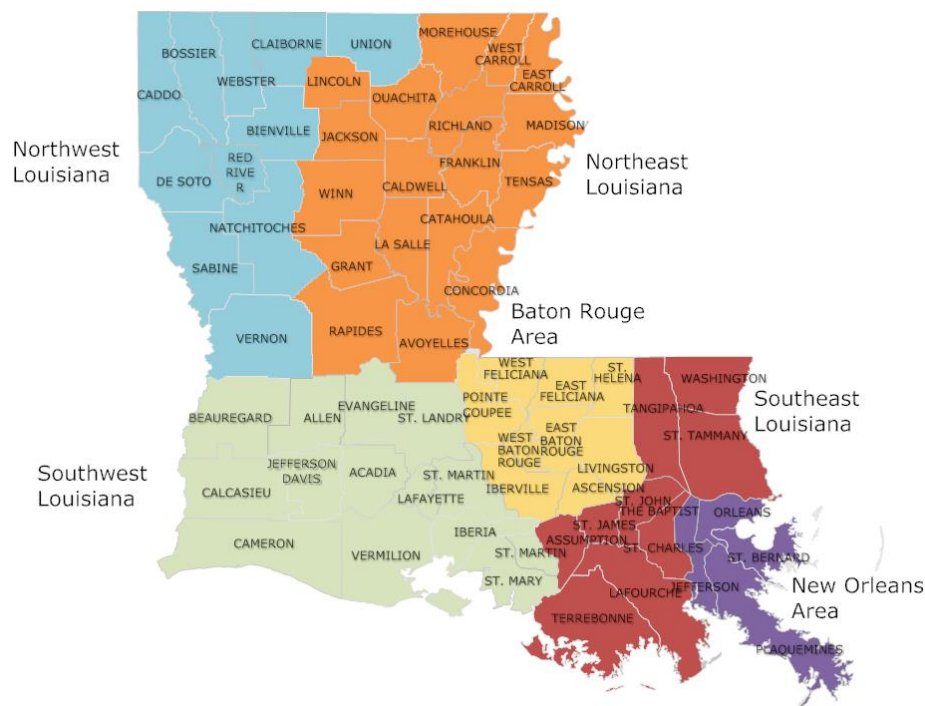 MOREHOUSE
CLAIBORNE
UNION
BOSSIER
WEST
CARROLL
EAST
CARROLL
WEBSTER
LINCOLN
CADDO
OUACHITA
BIENVILLE
JACKSON
RICHLAND
MADISON
Northwest
Louisiana
RED
RIVE
R
FRANKLIN
Northeast
Louisiana
DE SOTO
WINN
CALDWELL
TENSAS
NATCHITOCHES
CATAHOULA
LA SALLE
SABINE
GRANT
CONCORDIA
Baton Rouge
Area
VERNON
RAPIDES
AVOYELLES
WEST
FELICIANA
EAST
FELICIANA
ST.
HELENA
WASHINGTON
Southeast
Louisiana
BEAUREGARD
ALLEN
EVANGELINE
ST. LANDRY
POINTE
COUPEE
TANGIPAHOA
ST. TAMMANY
WEST
BATON
ROUGE
EAST
BATON
ROUGE
Southwest
Louisiana
JEFFERSON
DAVIS
ACADIA
ST. MARTIN
LIVINGSTON
CALCASIEU
LAFAYETTE
IBERVILLE
ASCENSION
ST. JOHN
THE BAPTIST
ORLEANS
ST. JAMES
CAMERON
VERMILION
IBERIA
ASSUMPTION
ST. CHARLES
ST. MARTIN
ST. BERNARD
ST. MARY
JEFFERSON
New Orleans
Area
LAFOURCHE
TERREBONNE
PLAQUEMINES